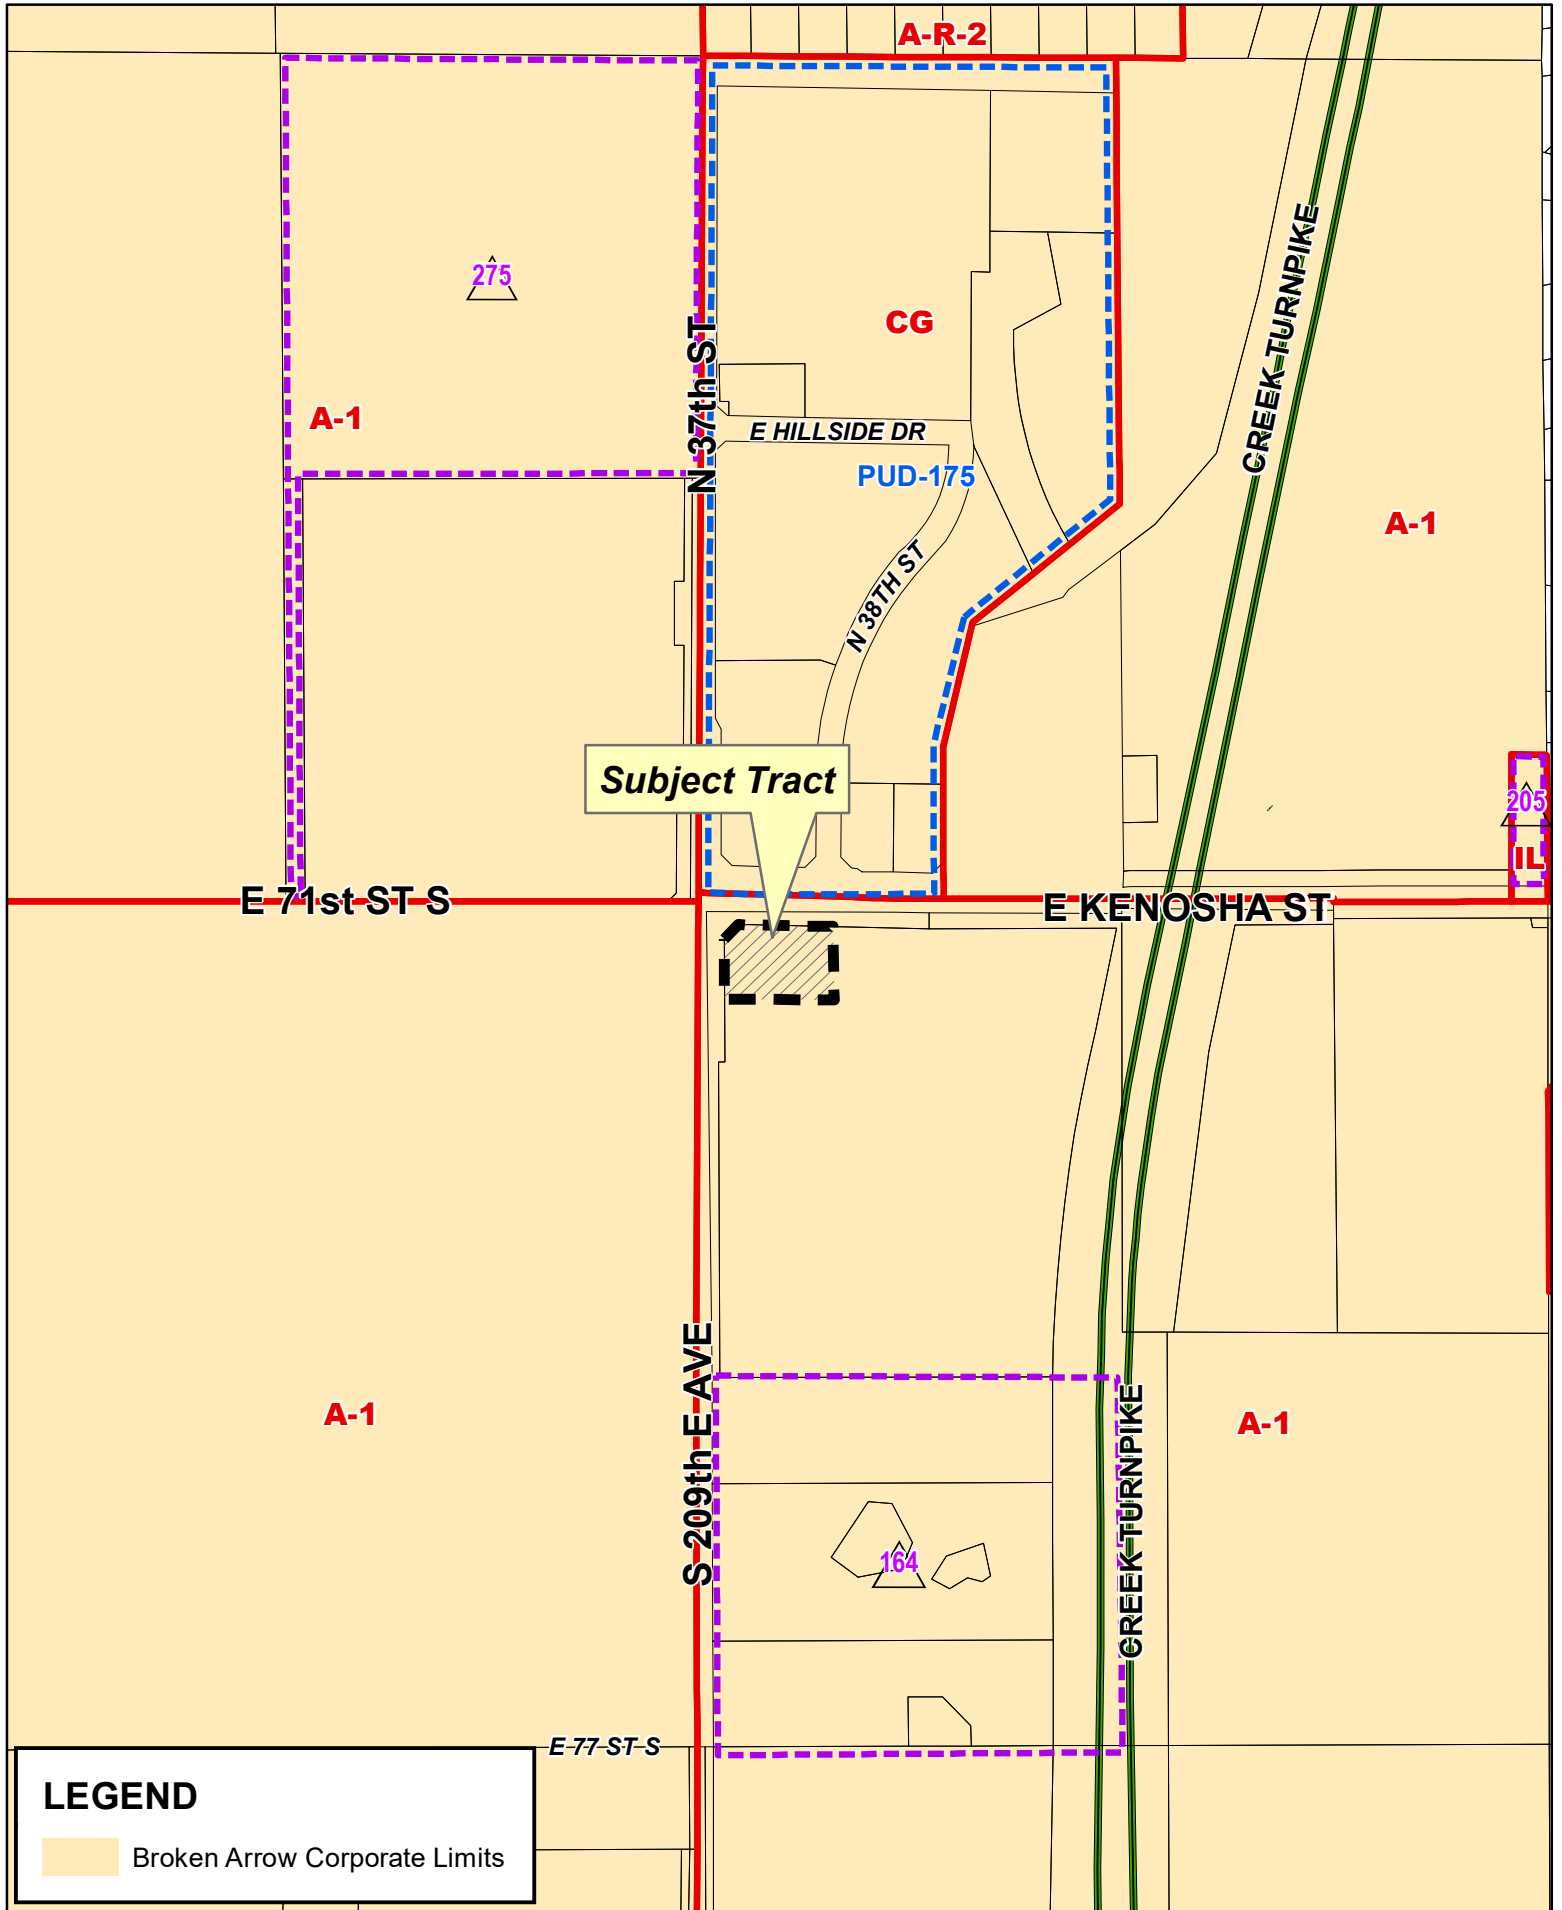 A-R-2
275
CG
CREEK TURNPIKE
N 37th ST
A-1
E HILLSIDE DR
PUD-175
A-1
N 38TH ST
Subject Tract
205
IL
E 71st ST S
E KENOSHA ST
A-1
S 209th E AVE
A-1
CREEK TURNPIKE
164
E 77 ST S
LEGEND
Broken Arrow Corporate Limits